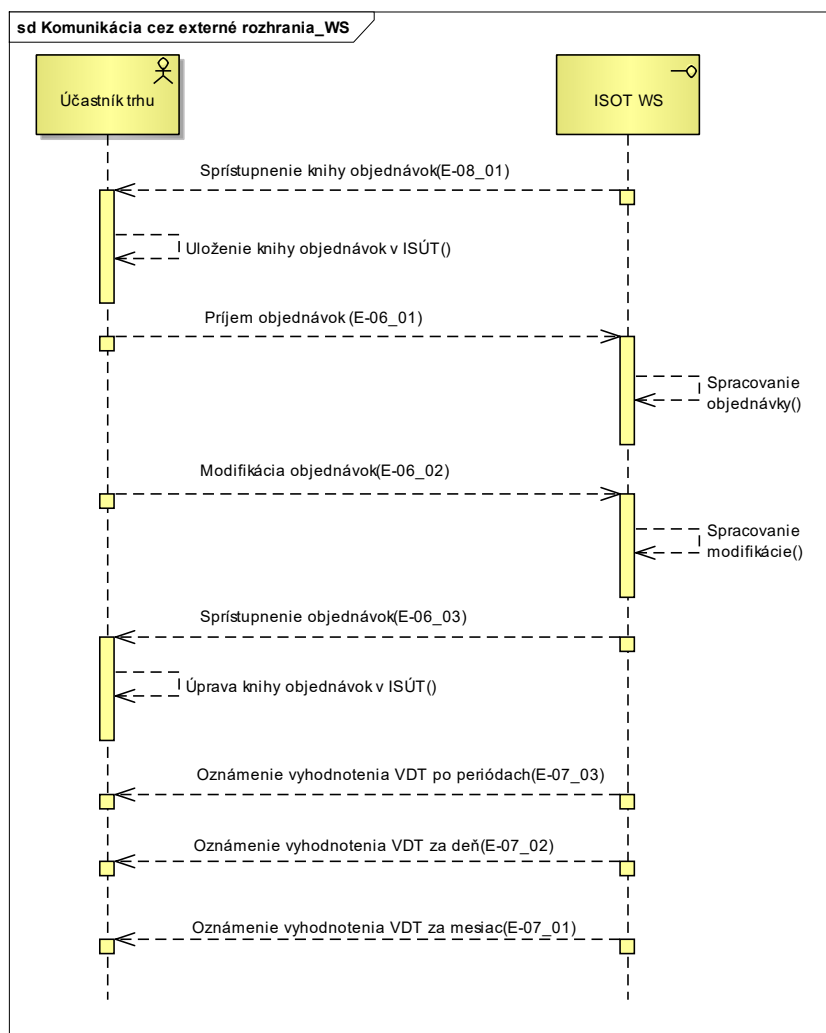 sd Komunikácia cez externé rozhrania_WS
Účastník trhu
ISOT WS
Sprístupnenie knihy objednávok(E-08_01)
Uloženie knihy objednávok v ISÚT()
Príjem objednávok (E-06_01)
Spracovanie
objednávky()
Modifikácia objednávok(E-06_02)
Spracovanie
modifikácie()
Sprístupnenie objednávok(E-06_03)
Úprava knihy objednávok v ISÚT()
Oznámenie vyhodnotenia VDT po periódach(E-07_03)
Oznámenie vyhodnotenia VDT za deň(E-07_02)
Oznámenie vyhodnotenia VDT za mesiac(E-07_01)